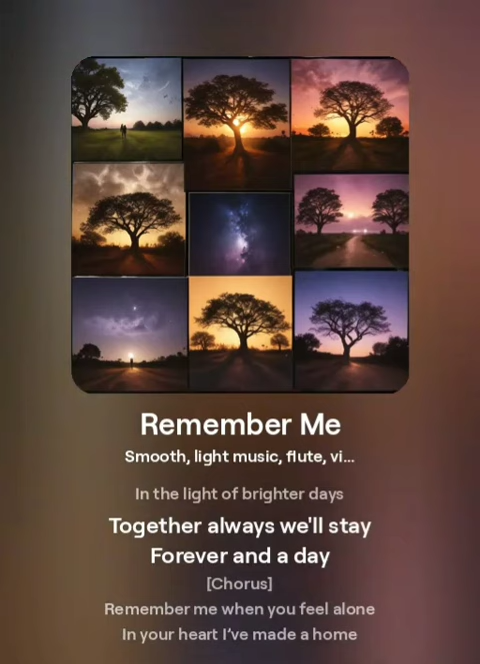 Remember Me
Smooth, light music, flute, vi...
In the light of brighter days
Together always we'll stay
Forever and a day
[Chorus]
Remember me when you feel alone
In your heart I’ve made a home